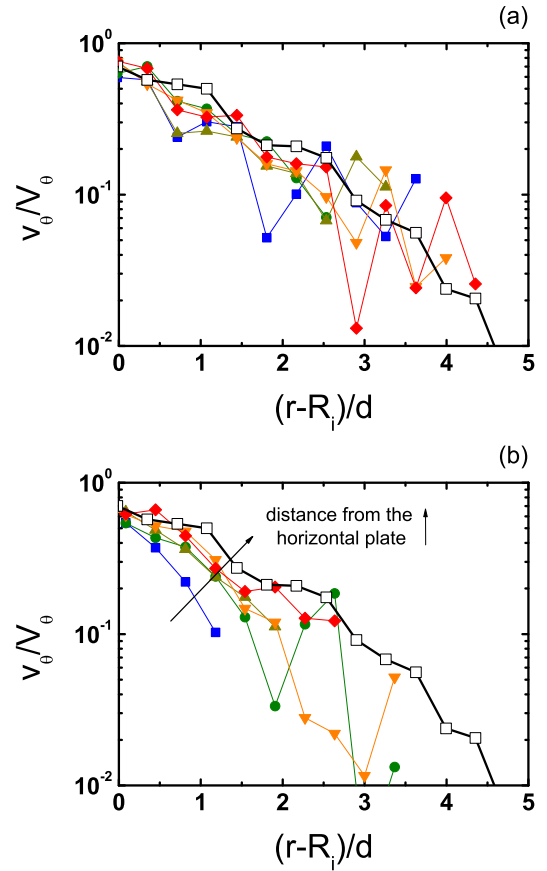 (a)
10⁰
10⁻¹
10⁻²
v_θ/V_θ
0 1 2 3 4 5
(r-R_i)/d
(b)
distance from the
horizontal plate
10⁰
10⁻¹
10⁻²
v_θ/V_θ
0 1 2 3 4 5
(r-R_i)/d